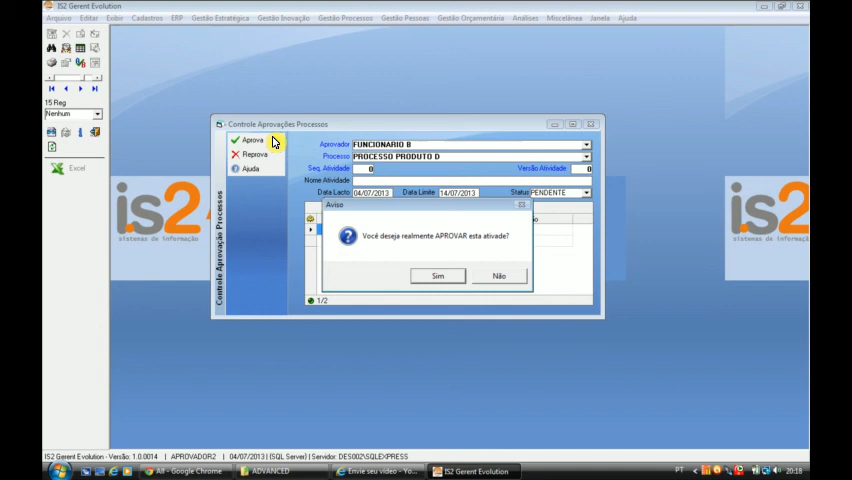 IS2 Gerent Evolution
Arquivo Editar Exibir Cadastros ERP Gestão Estratégica Gestão Inovação Gestão Processos Gestão Pessoas Gestão Orçamentária Análises Miscelânea Janela Ajuda
15 Reg
Nenhum
Excel
is2
sistemas de informação
is2
sistema
Controle Aprovações Processos
Controle Aprovação Processos
Aprova
Reprova
Ajuda
Aprovador FUNCIONARIO B
Processo PROCESSO PRODUTO D
Seq. Atividade 0 Versão Atividade 0
Nome Atividade
Data Lacto 04/07/2013 Data Limite 14/07/2013 Status PENDENTE
Aviso
Você deseja realmente APROVAR esta ativade?
Sim Não
1/2
IS2 Gerent Evolution - Versão: 1.0.0014 APROVADOR2 04/07/2013 (SQL Server) Servidor: DES002\SQLEXPRESS
All - Google Chrome ADVANCED Envie seu vídeo - Yo... IS2 Gerent Evolution PT 20:18